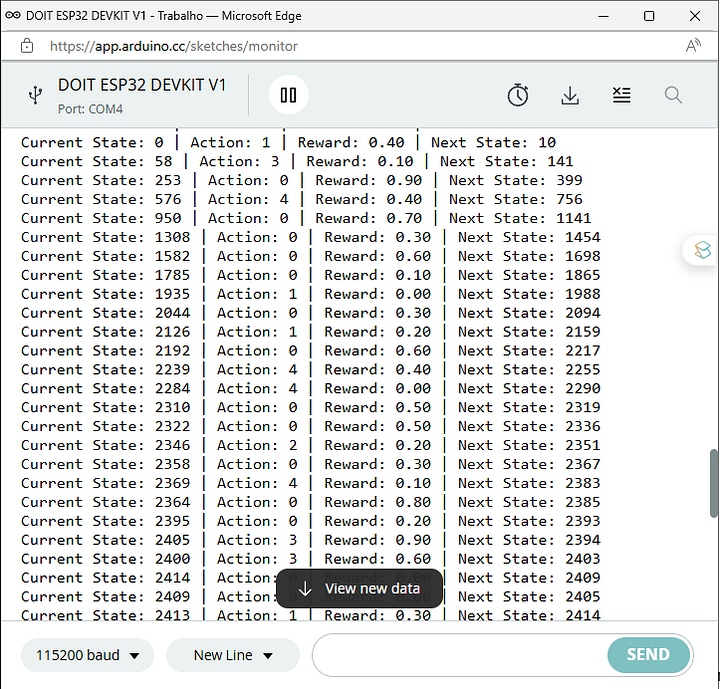 DOIT ESP32 DEVKIT V1 - Trabalho — Microsoft Edge
https://app.arduino.cc/sketches/monitor
DOIT ESP32 DEVKIT V1
Port: COM4
Current State: 0 | Action: 1 | Reward: 0.40 | Next State: 10
Current State: 58 | Action: 3 | Reward: 0.10 | Next State: 141
Current State: 253 | Action: 0 | Reward: 0.90 | Next State: 399
Current State: 576 | Action: 4 | Reward: 0.40 | Next State: 756
Current State: 950 | Action: 0 | Reward: 0.70 | Next State: 1141
Current State: 1308 | Action: 0 | Reward: 0.30 | Next State: 1454
Current State: 1582 | Action: 0 | Reward: 0.60 | Next State: 1698
Current State: 1785 | Action: 0 | Reward: 0.10 | Next State: 1865
Current State: 1935 | Action: 1 | Reward: 0.00 | Next State: 1988
Current State: 2044 | Action: 0 | Reward: 0.30 | Next State: 2094
Current State: 2126 | Action: 1 | Reward: 0.20 | Next State: 2159
Current State: 2192 | Action: 0 | Reward: 0.60 | Next State: 2217
Current State: 2239 | Action: 4 | Reward: 0.40 | Next State: 2255
Current State: 2284 | Action: 4 | Reward: 0.00 | Next State: 2290
Current State: 2310 | Action: 0 | Reward: 0.50 | Next State: 2319
Current State: 2322 | Action: 0 | Reward: 0.50 | Next State: 2336
Current State: 2346 | Action: 2 | Reward: 0.20 | Next State: 2351
Current State: 2358 | Action: 0 | Reward: 0.30 | Next State: 2367
Current State: 2369 | Action: 4 | Reward: 0.10 | Next State: 2383
Current State: 2364 | Action: 0 | Reward: 0.80 | Next State: 2385
Current State: 2395 | Action: 0 | Reward: 0.20 | Next State: 2393
Current State: 2405 | Action: 3 | Reward: 0.90 | Next State: 2394
Current State: 2400 | Action: 3 | Reward: 0.60 | Next State: 2403
Current State: 2414 | Action: | Next State: 2409
View new data
Current State: 2409 | Action: | Next State: 2405
Current State: 2413 | Action: 1 | Reward: 0.30 | Next State: 2414
115200 baud
New Line
SEND